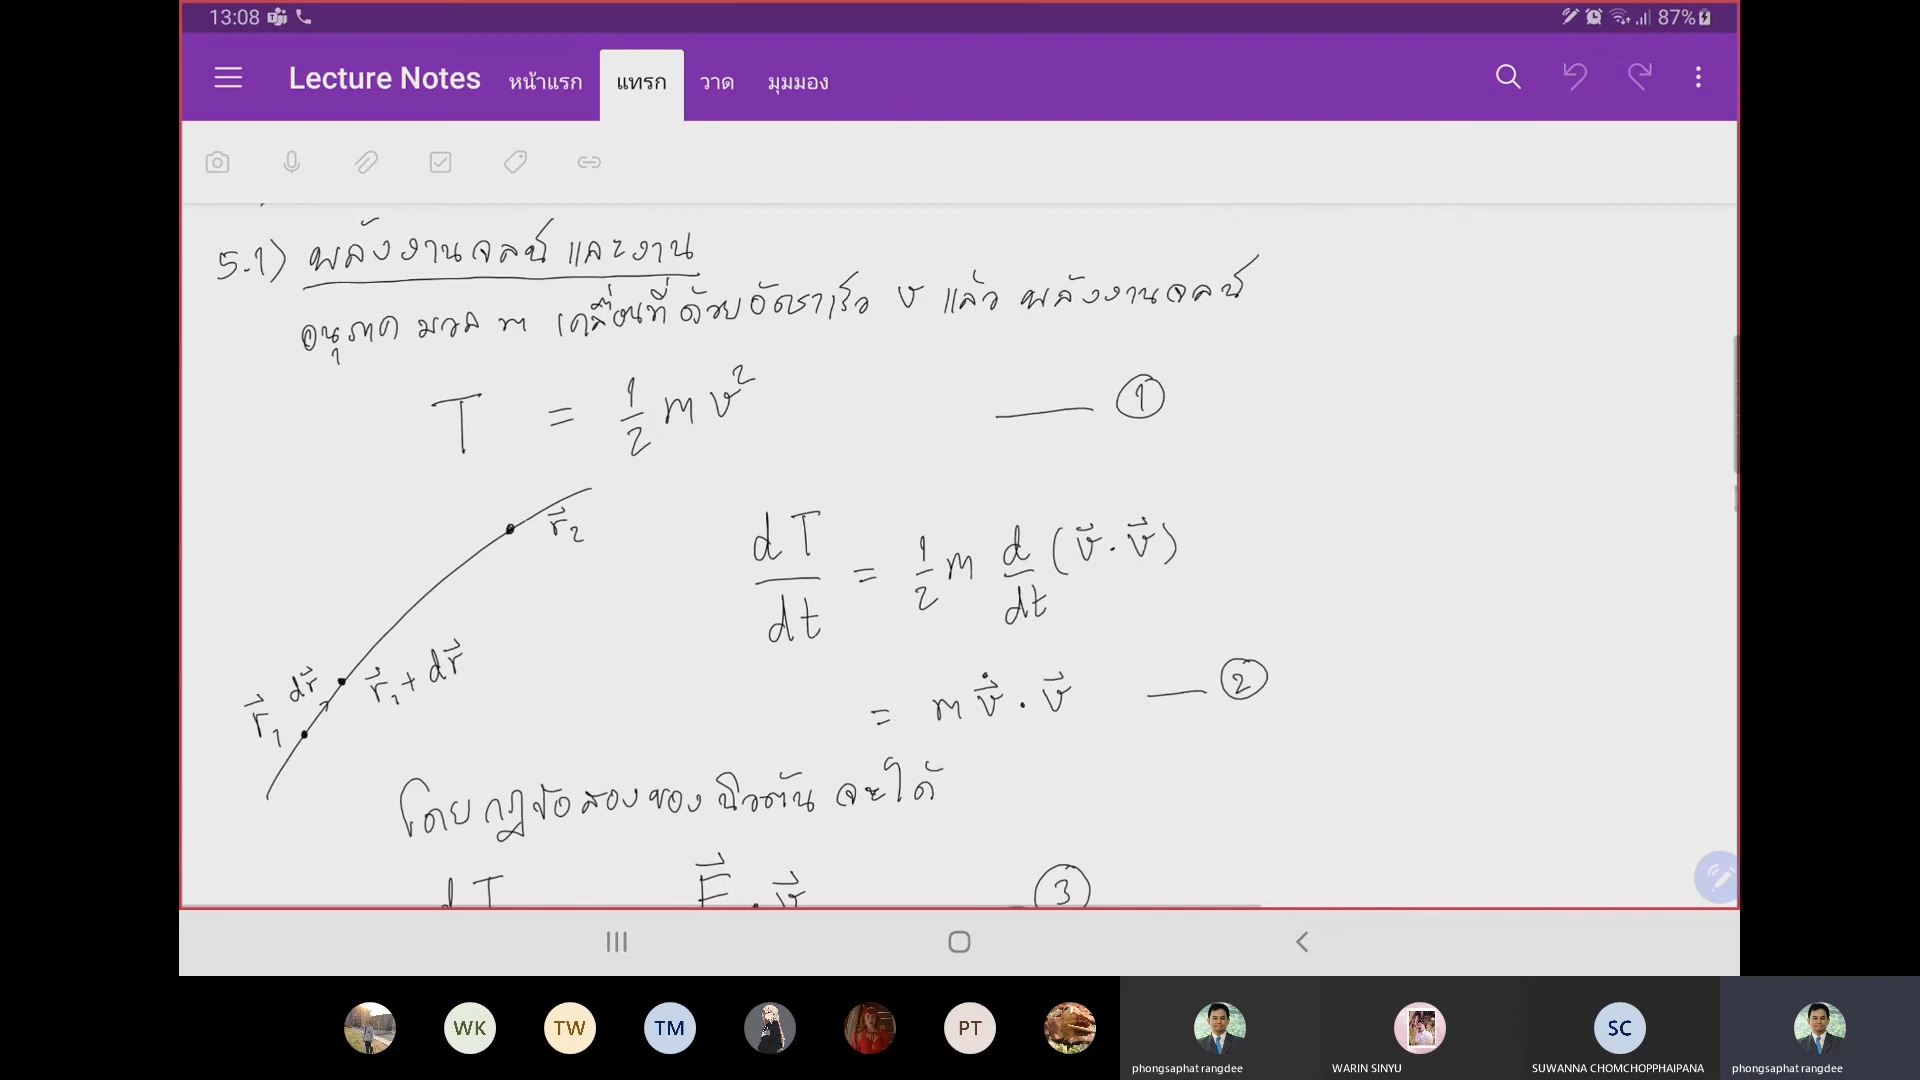 13:08
87%
Lecture Notes หน้าแรก แทรก วาด มุมมอง
5.1) พลังงานจลน์ และงาน
อนุภาค มวล m เคลื่อนที่ ด้วยอัตราเร็ว v แล้ว พลังงานจลน์
T = 1/2 m v² —— ①
r⃗₂
dT/dt = 1/2 m d/dt (v⃗ · v⃗)
dr⃗ r⃗₁ + dr⃗
r⃗₁
= m v⃗̇ · v⃗ —— ②
โดย กฎข้อสองของ นิวตัน จะได้
dT F⃗ · v⃗ — ③
WK TW TM PT SC
phongsaphat rangdee WARIN SINYU SUWANNA CHOMCHOPPHAIPANA phongsaphat rangdee